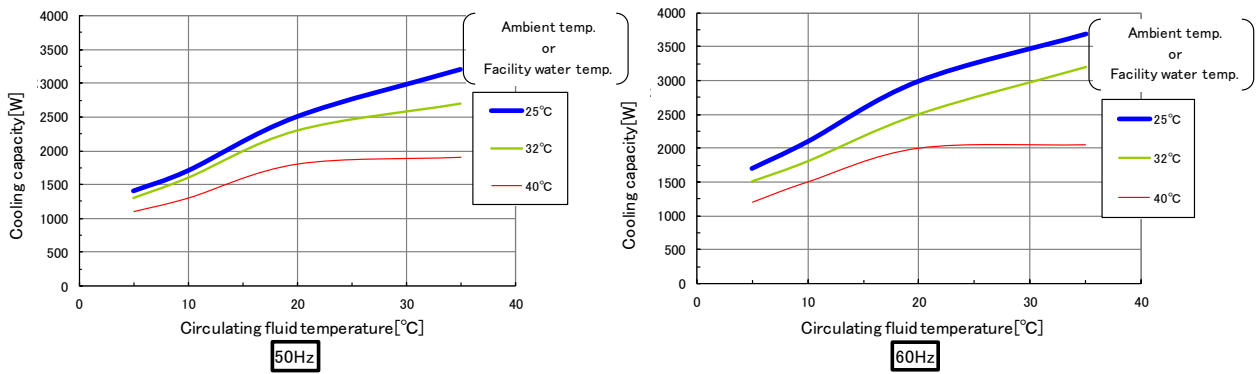 4000
3500
3000
2500
2000
1500
1000
500
0
Cooling capacity[W]
0 10 20 30 40
Circulating fluid temperature[℃]
50Hz
Ambient temp.
or
Facility water temp.
25℃
32℃
40℃
4000
3500
3000
2500
2000
1500
1000
500
0
Cooling capacity[W]
0 10 20 30 40
Circulating fluid temperature[℃]
60Hz
Ambient temp.
or
Facility water temp.
25℃
32℃
40℃